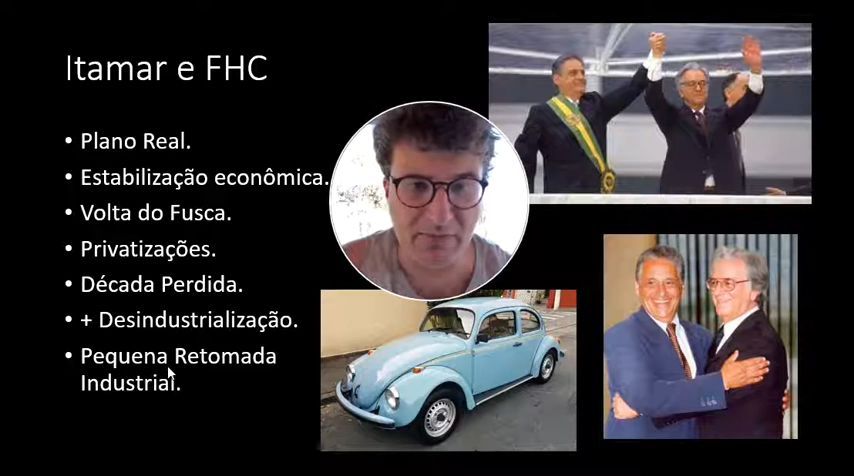 Itamar e FHC
• Plano Real.
• Estabilização econômica.
• Volta do Fusca.
• Privatizações.
• Década Perdida.
• + Desindustrialização.
• Pequena Retomada
Industrial.